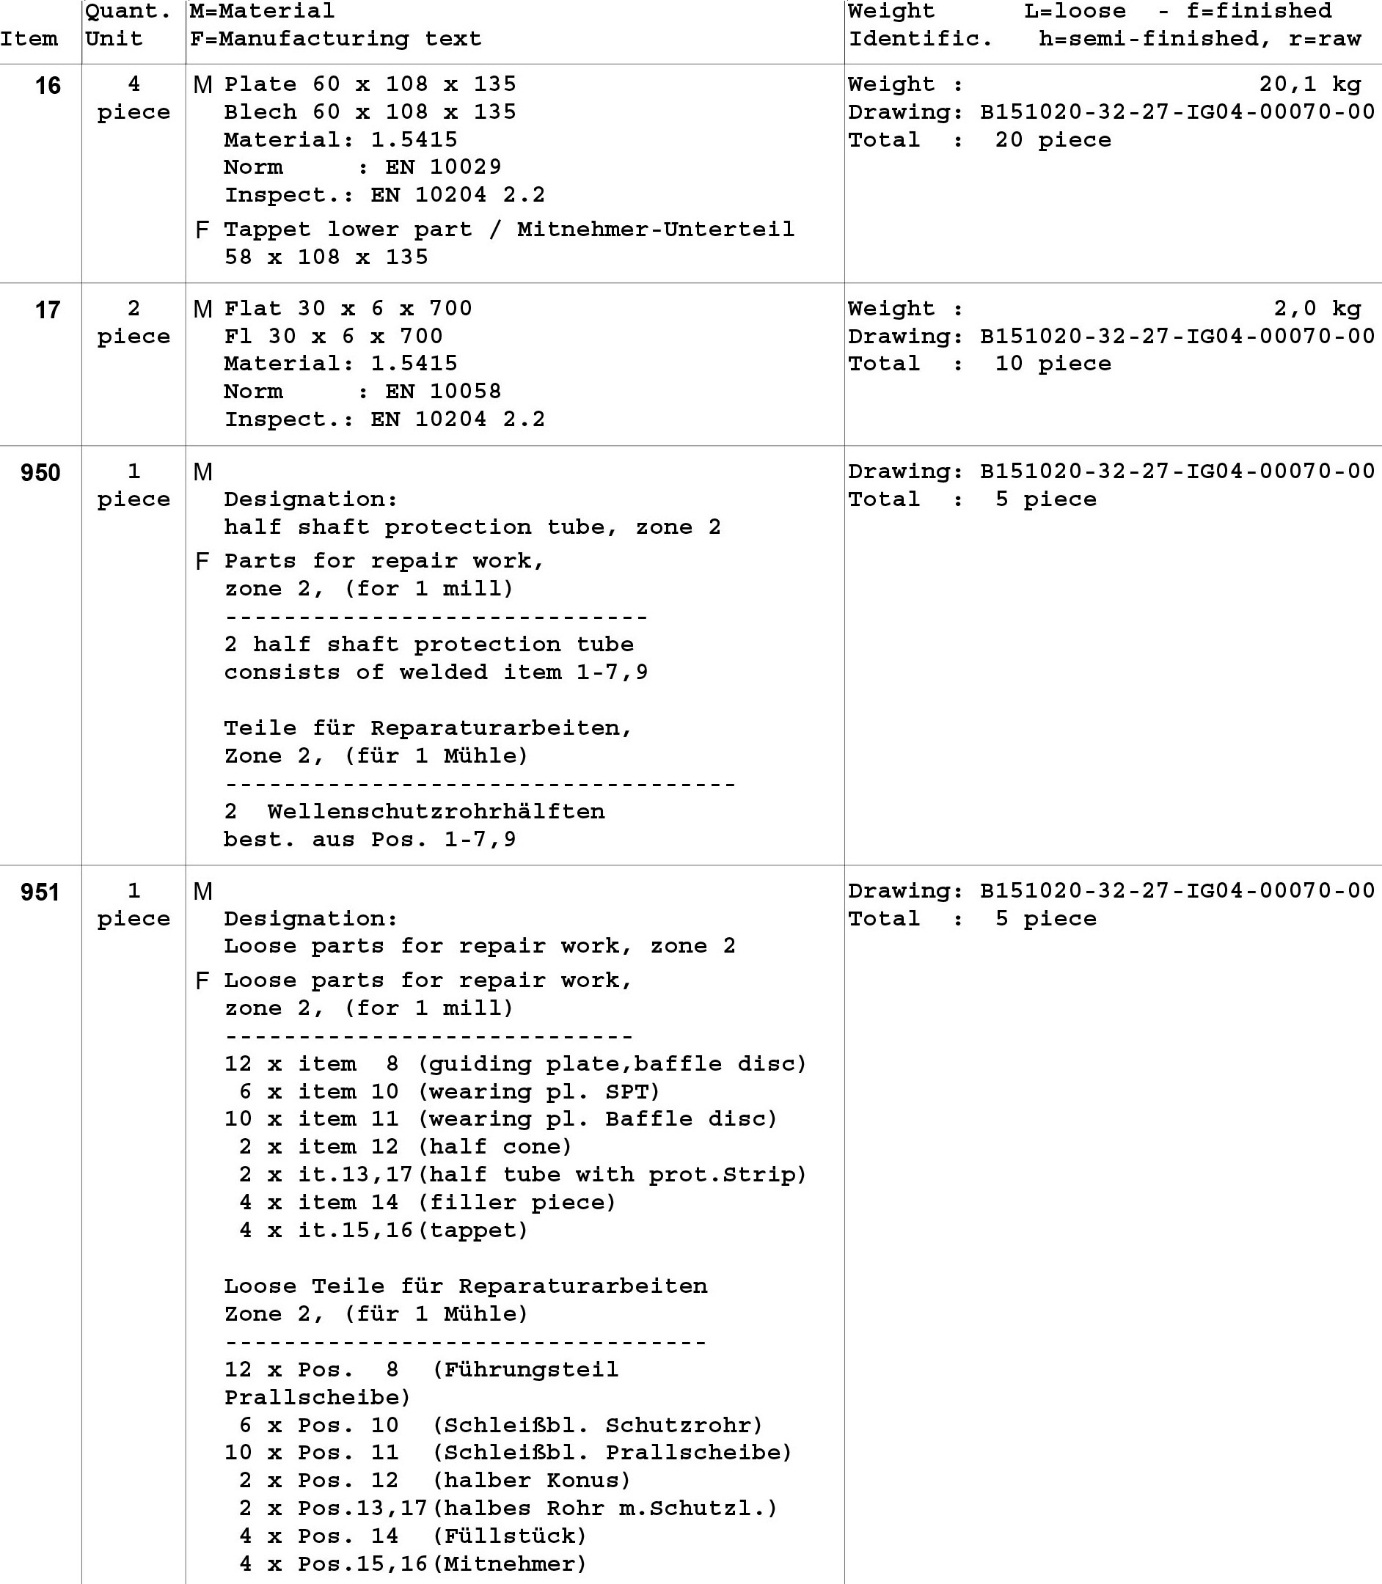 Quant. M=Material Weight L=loose - f=finished
Item Unit F=Manufacturing text Identific. h=semi-finished, r=raw
16 4 M Plate 60 x 108 x 135 Weight : 20,1 kg
piece Blech 60 x 108 x 135 Drawing: B151020-32-27-IG04-00070-00
Material: 1.5415 Total : 20 piece
Norm : EN 10029
Inspect.: EN 10204 2.2
F Tappet lower part / Mitnehmer-Unterteil
58 x 108 x 135
17 2 M Flat 30 x 6 x 700 Weight : 2,0 kg
piece Fl 30 x 6 x 700 Drawing: B151020-32-27-IG04-00070-00
Material: 1.5415 Total : 10 piece
Norm : EN 10058
Inspect.: EN 10204 2.2
950 1 M Drawing: B151020-32-27-IG04-00070-00
piece Designation: Total : 5 piece
half shaft protection tube, zone 2
F Parts for repair work,
zone 2, (for 1 mill)
-----------------------------
2 half shaft protection tube
consists of welded item 1-7,9
Teile für Reparaturarbeiten,
Zone 2, (für 1 Mühle)
-----------------------------------
2 Wellenschutzrohrhälften
best. aus Pos. 1-7,9
951 1 M Drawing: B151020-32-27-IG04-00070-00
piece Designation: Total : 5 piece
Loose parts for repair work, zone 2
F Loose parts for repair work,
zone 2, (for 1 mill)
----------------------------
12 x item 8 (guiding plate,baffle disc)
6 x item 10 (wearing pl. SPT)
10 x item 11 (wearing pl. Baffle disc)
2 x item 12 (half cone)
2 x it.13,17(half tube with prot.Strip)
4 x item 14 (filler piece)
4 x it.15,16(tappet)
Loose Teile für Reparaturarbeiten
Zone 2, (für 1 Mühle)
---------------------------------
12 x Pos. 8 (Führungsteil
Prallscheibe)
6 x Pos. 10 (Schleißbl. Schutzrohr)
10 x Pos. 11 (Schleißbl. Prallscheibe)
2 x Pos. 12 (halber Konus)
2 x Pos.13,17(halbes Rohr m.Schutzl.)
4 x Pos. 14 (Füllstück)
4 x Pos.15,16(Mitnehmer)